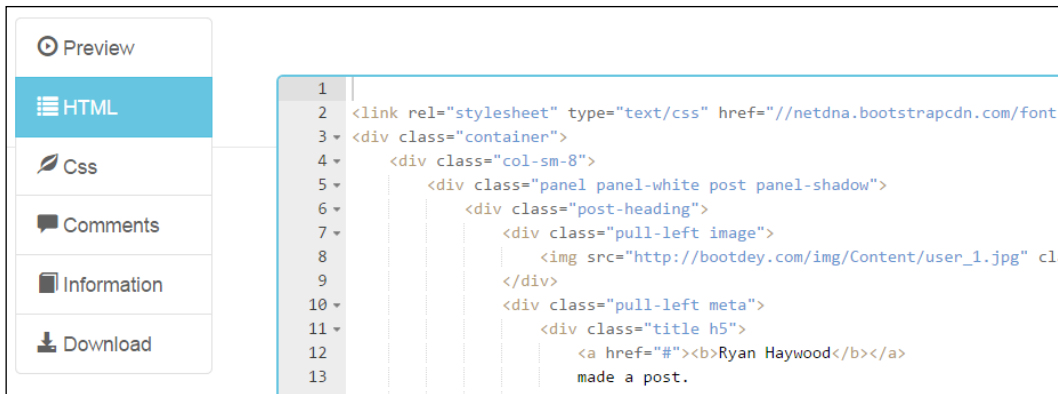 Preview
HTML
Css
Comments
Information
Download
1
2 <link rel="stylesheet" type="text/css" href="//netdna.bootstrapcdn.com/font
3 <div class="container">
4 <div class="col-sm-8">
5 <div class="panel panel-white post panel-shadow">
6 <div class="post-heading">
7 <div class="pull-left image">
8 <img src="http://bootdey.com/img/Content/user_1.jpg" cl
9 </div>
10 <div class="pull-left meta">
11 <div class="title h5">
12 <a href="#"><b>Ryan Haywood</b></a>
13 made a post.